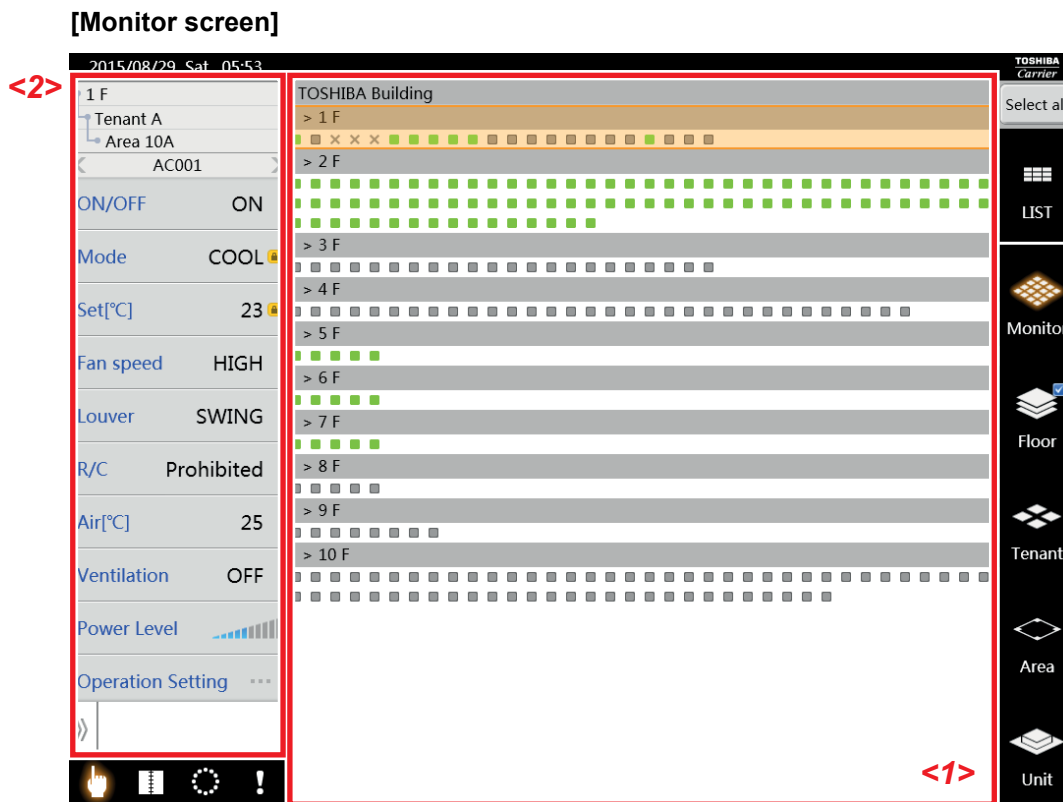 [Monitor screen]
2015/08/29 Sat 05:53
TOSHIBA
Carrier
<2>
1 F
Tenant A
Area 10A
AC001
ON/OFF ON
Mode COOL
Set[℃] 23
Fan speed HIGH
Louver SWING
R/C Prohibited
Air[℃] 25
Ventilation OFF
Power Level
Operation Setting ...
TOSHIBA Building
> 1 F
> 2 F
> 3 F
> 4 F
> 5 F
> 6 F
> 7 F
> 8 F
> 9 F
> 10 F
<1>
Select al
LIST
Monitor
Floor
Tenant
Area
Unit